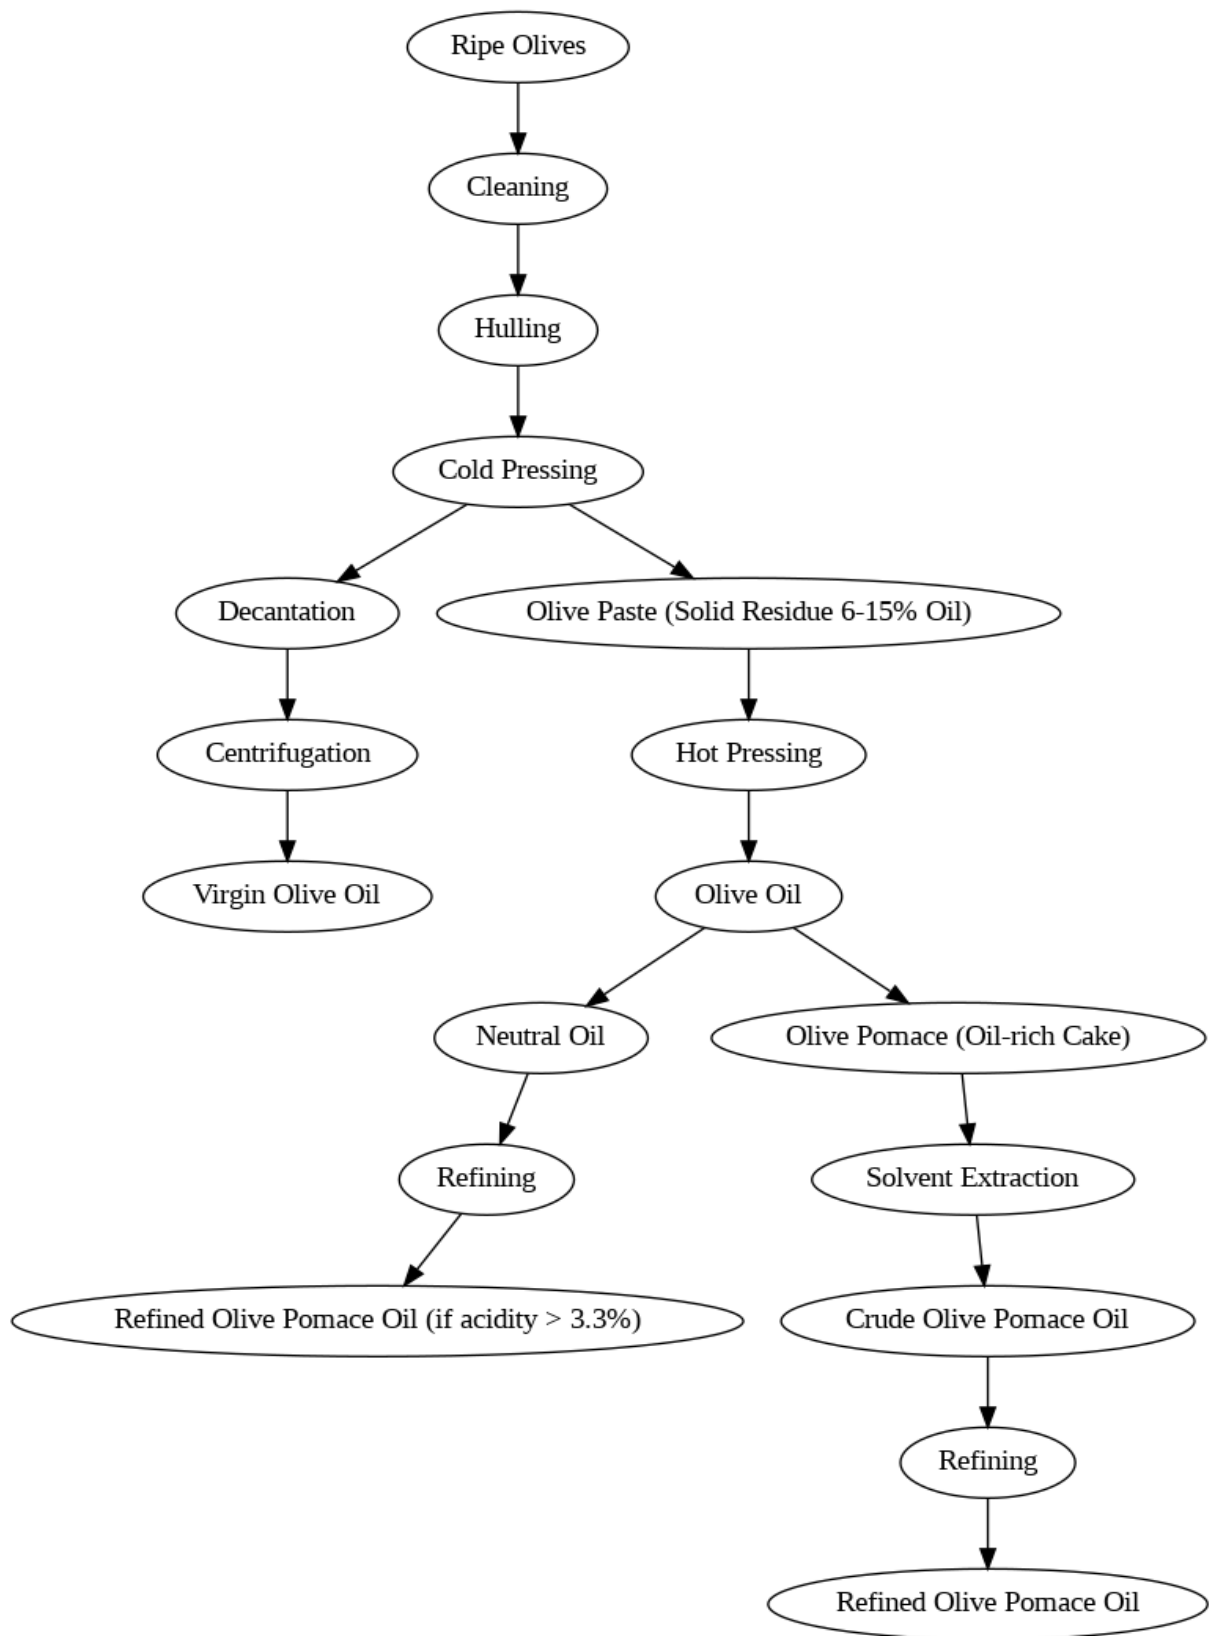 Ripe Olives
Cleaning
Hulling
Cold Pressing
Decantation
Olive Paste (Solid Residue 6-15% Oil)
Centrifugation
Hot Pressing
Virgin Olive Oil
Olive Oil
Neutral Oil
Olive Pomace (Oil-rich Cake)
Refining
Solvent Extraction
Refined Olive Pomace Oil (if acidity > 3.3%)
Crude Olive Pomace Oil
Refining
Refined Olive Pomace Oil